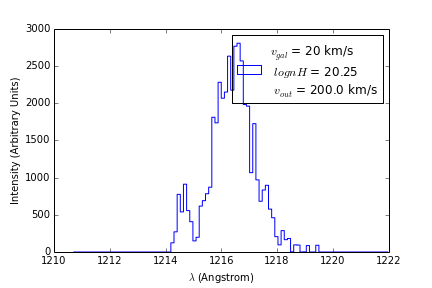 3000
2500
2000
1500
1000
500
0
Intensity (Arbitrary Units)
v_gal = 20 km/s
lognH = 20.25
v_out = 200.0 km/s
1210 1212 1214 1216 1218 1220 1222
λ (Angstrom)